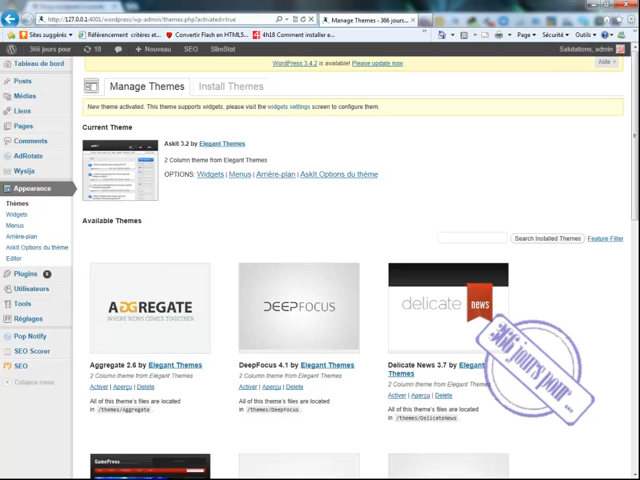 http://127.0.0.1:4001/wordpress/wp-admin/themes.php?activated=true
Manage Themes ‹ 366 jours ...
Sites suggérés
Référencement critères et...
Convertir Flash en HTML5...
4h18 Comment installer e...
Page
Sécurité
Outils
366 jours pour
10
Nouveau
SEO
SlimStat
Salutations, admin
Tableau de bord
Posts
Médias
Liens
Pages
Comments
AdRotate
Wysija
Appearance
Thèmes
Widgets
Menus
Arrière-plan
AskIt Options du thème
Editor
Plugins
Utilisateurs
Tools
Réglages
Pop Notify
SEO Scorer
SEO
Collapse menu
WordPress 3.4.2 is available! Please update now
Aide
Manage Themes
Install Themes
New theme activated. This theme supports widgets, please visit the widgets settings screen to configure them.
Current Theme
AskIt 3.2 by Elegant Themes
2 Column theme from Elegant Themes
OPTIONS: Widgets | Menus | Arrière-plan | AskIt Options du thème
Available Themes
Search Installed Themes
Feature Filter
AGGREGATE
WHERE NEWS COMES TOGETHER
DEEPFOCUS
delicate news
Aggregate 2.6 by Elegant Themes
2 Column theme from Elegant Themes
Activer | Aperçu | Delete
All of this theme's files are located
in /themes/Aggregate.
DeepFocus 4.1 by Elegant Themes
2 Column theme from Elegant Themes
Activer | Aperçu | Delete
All of this theme's files are located
in /themes/DeepFocus.
Delicate News 3.7 by Elegant
Themes
2 Column theme from Elegant Themes
Activer | Aperçu | Delete
All of this theme's files are located
in /themes/DelicateNews.
366 jours pour...
GamePress